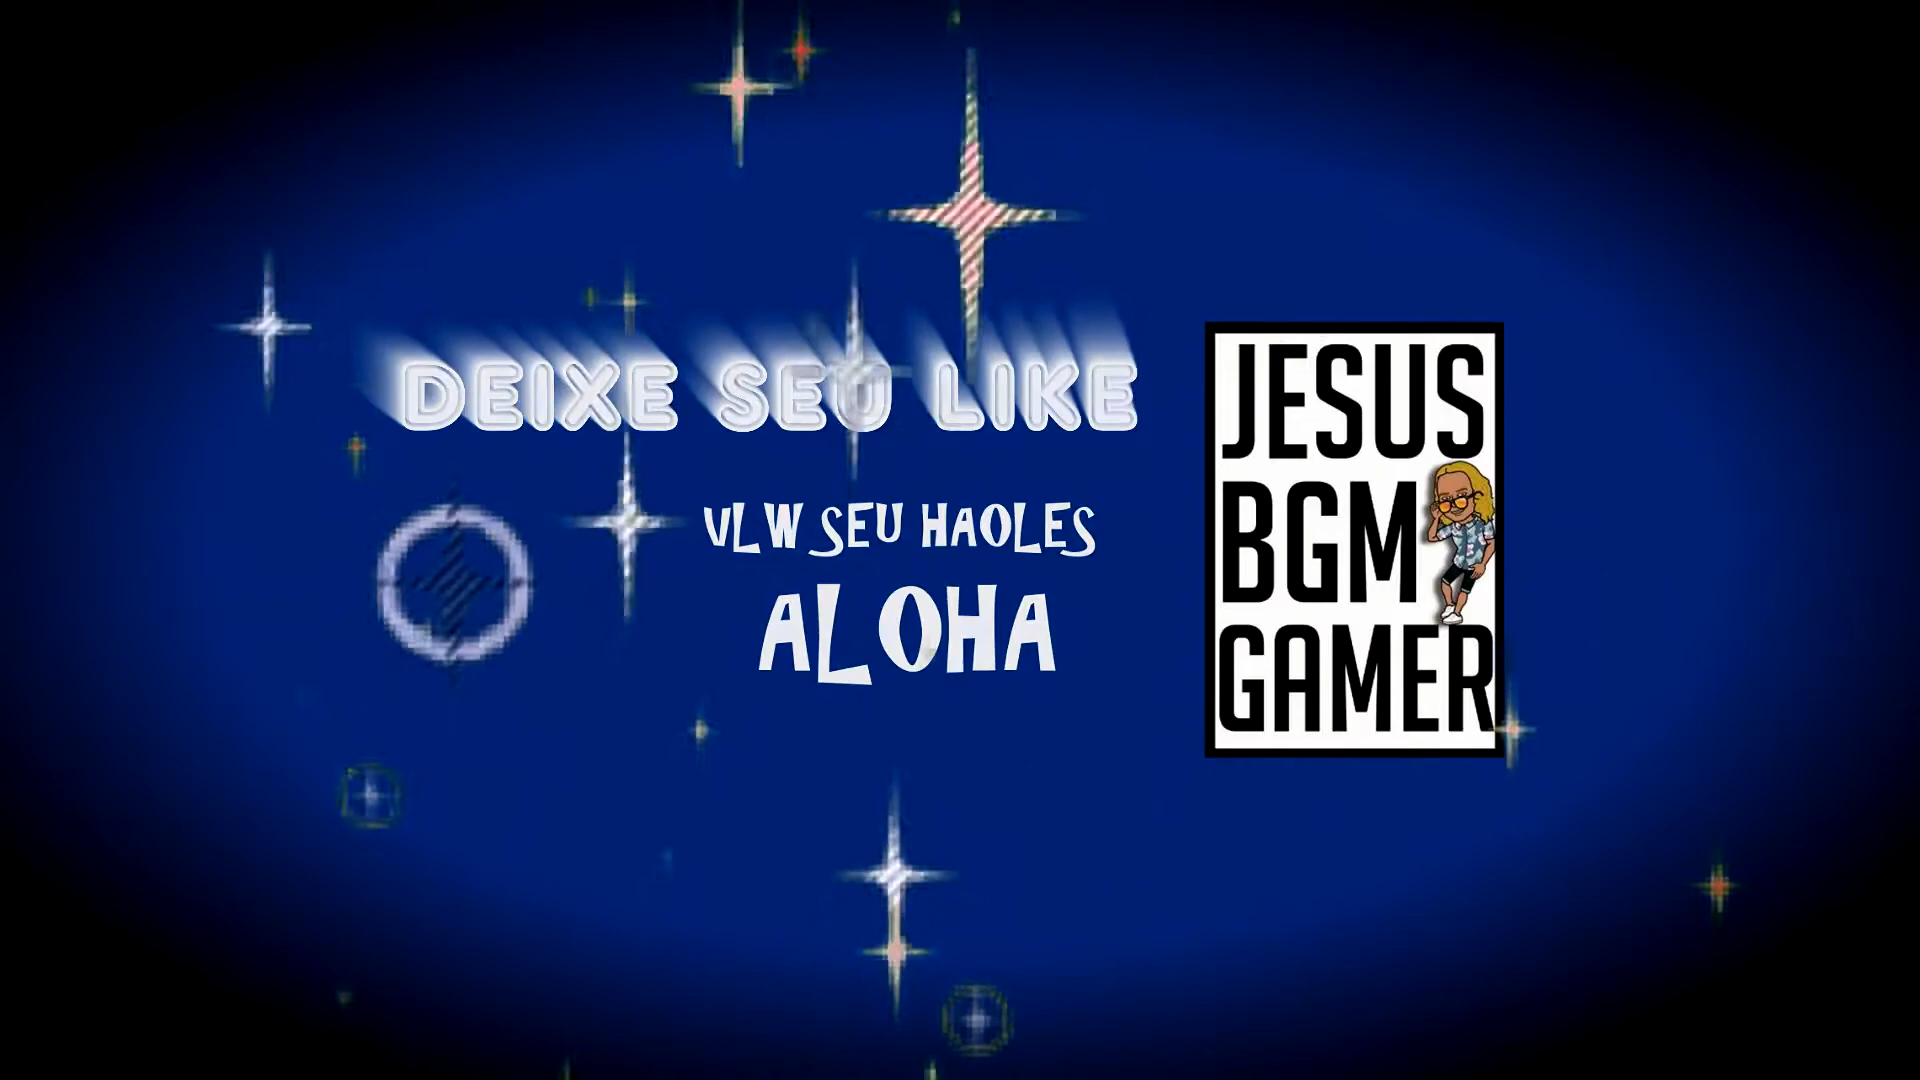 DEIXE SEU LIKE
VLW SEU HAOLES
ALOHA
JESUS
BGM
GAMER